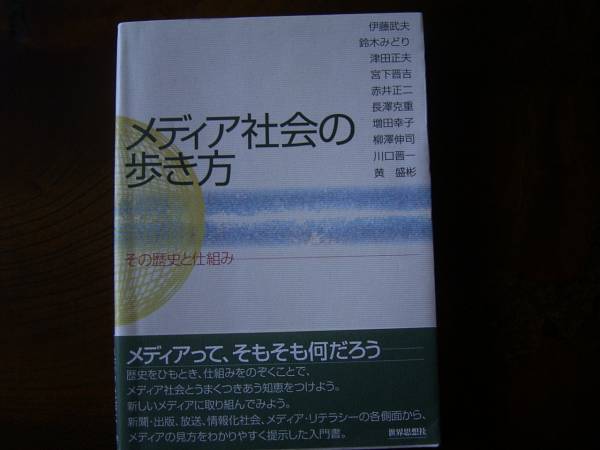 伊藤武夫
鈴木みどり
津田正夫
宮下晋吉
赤井正二
長澤克重
増田幸子
柳澤伸司
川口晋一
黄 盛彬
メディア社会の
歩き方
その歴史と仕組み
メディアって、そもそも何だろう
歴史をひもとき、仕組みをのぞくことで、
メディア社会とうまくつきあう知恵をつけよう。
新しいメディアに取り組んでみよう。
新聞・出版、放送、情報化社会、メディア・リテラシーの各側面から、
メディアの見方をわかりやすく提示した入門書。
世界思想社